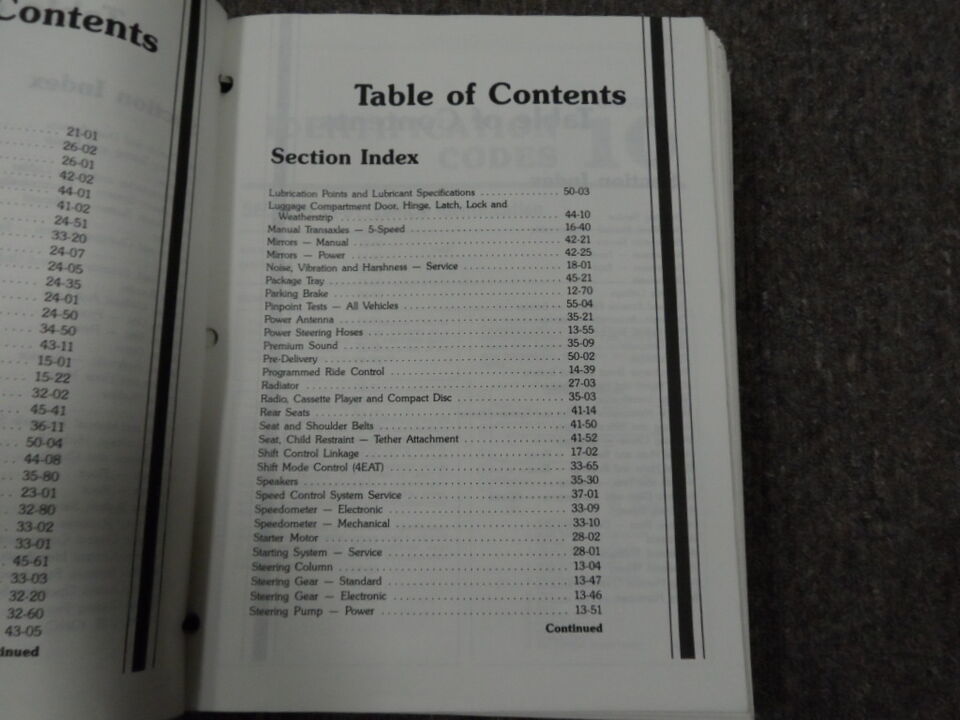 Contents
21-01
26-02
26-01
42-02
44-01
41-02
24-51
33-20
24-07
24-05
24-35
24-01
24-50
34-50
43-11
15-01
15-22
32-02
45-41
36-11
50-04
44-08
35-80
23-01
32-80
33-02
33-01
45-61
33-03
32-20
32-60
43-05
inued
Table of Contents
Section Index
Lubrication Points and Lubricant Specifications 50-03
Luggage Compartment Door, Hinge, Latch, Lock and
Weatherstrip 44-10
Manual Transaxles — 5-Speed 16-40
Mirrors — Manual 42-21
Mirrors — Power 42-25
Noise, Vibration and Harshness — Service 18-01
Package Tray 45-21
Parking Brake 12-70
Pinpoint Tests — All Vehicles 55-04
Power Antenna 35-21
Power Steering Hoses 13-55
Premium Sound 35-09
Pre-Delivery 50-02
Programmed Ride Control 14-39
Radiator 27-03
Radio, Cassette Player and Compact Disc 35-03
Rear Seats 41-14
Seat and Shoulder Belts 41-50
Seat, Child Restraint — Tether Attachment 41-52
Shift Control Linkage 17-02
Shift Mode Control (4EAT) 33-65
Speakers 35-30
Speed Control System Service 37-01
Speedometer — Electronic 33-09
Speedometer — Mechanical 33-10
Starter Motor 28-02
Starting System — Service 28-01
Steering Column 13-04
Steering Gear — Standard 13-47
Steering Gear — Electronic 13-46
Steering Pump — Power 13-51
Continued